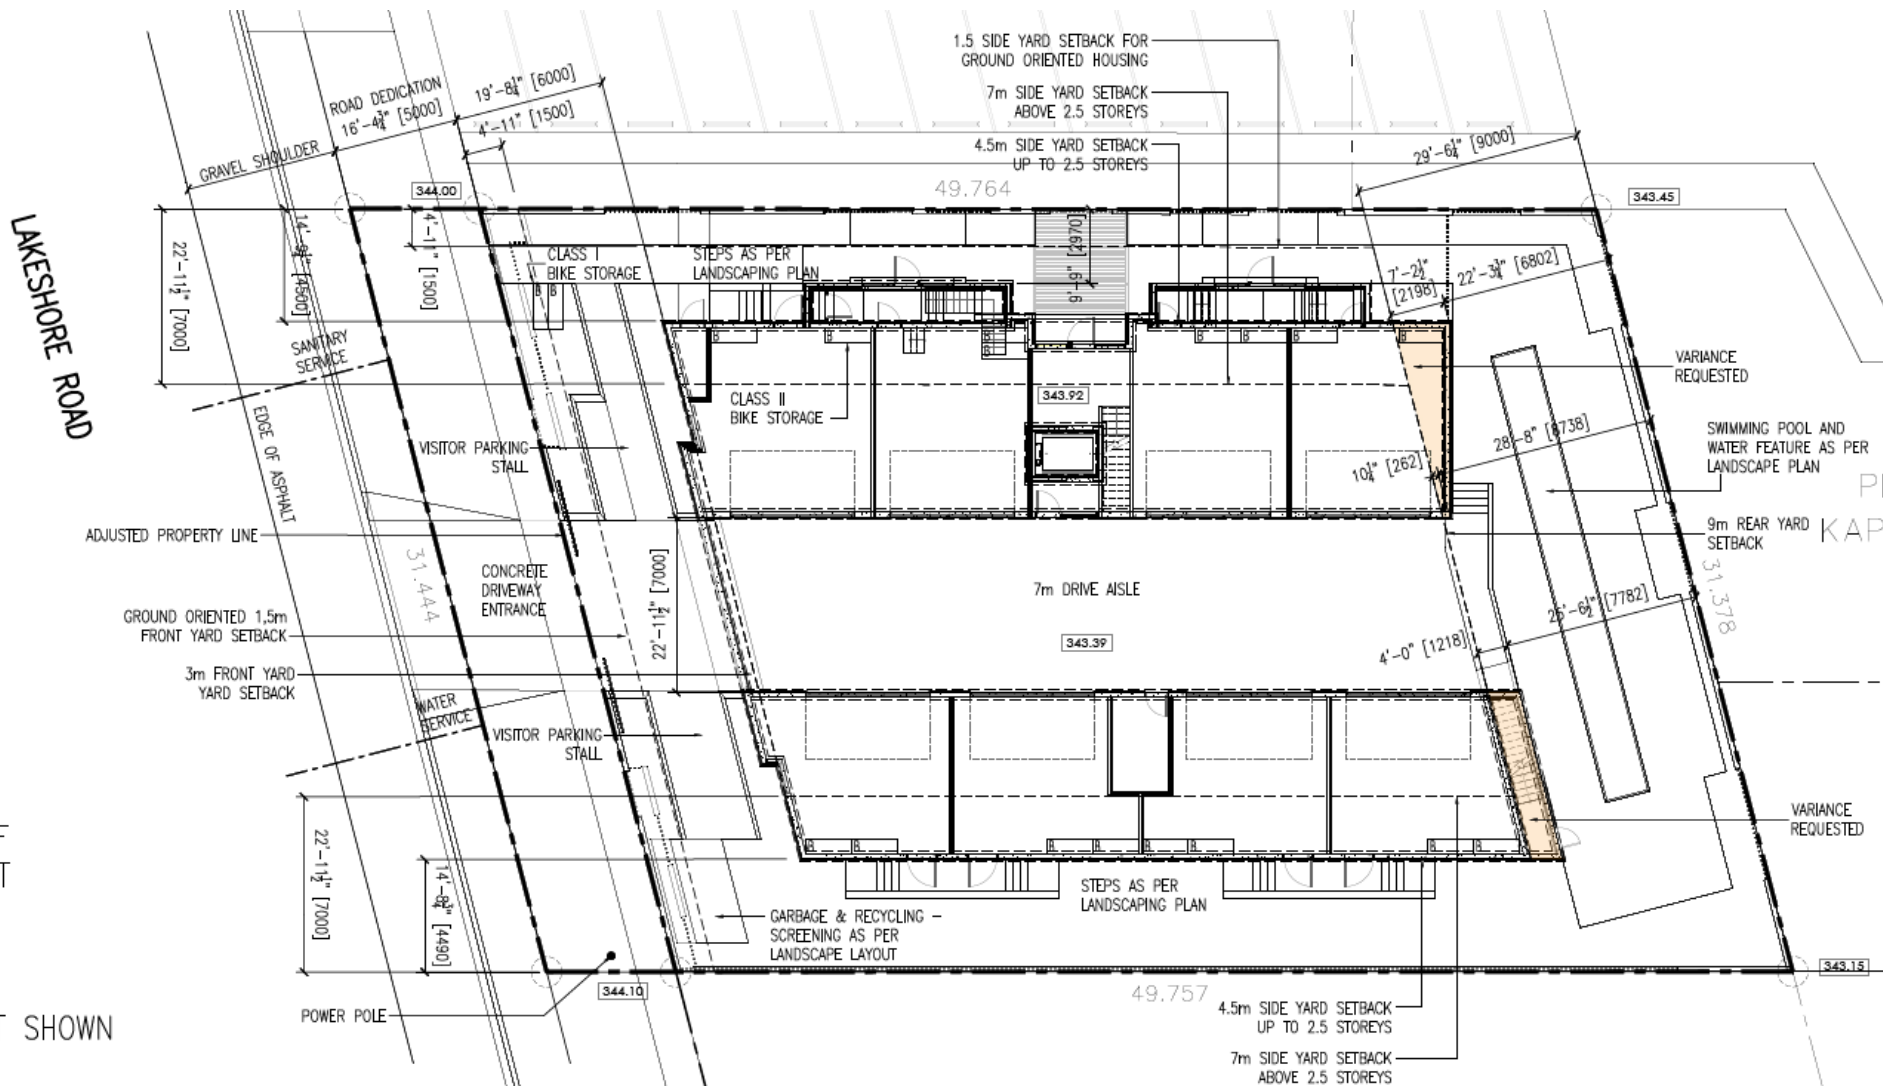 1.5 SIDE YARD SETBACK FOR
GROUND ORIENTED HOUSING
7m SIDE YARD SETBACK
ABOVE 2.5 STOREYS
4.5m SIDE YARD SETBACK
UP TO 2.5 STOREYS
ROAD DEDICATION
16'-4¾" [5000]
19'-8¼" [6000]
4'-11" [1500]
GRAVEL SHOULDER
29'-6¼" [9000]
344.00
49.764
343.45
LAKESHORE ROAD
22'-11½" [7000]
[4500]
4'-11" [1500]
CLASS I
BIKE STORAGE
B B
STEPS AS PER
LANDSCAPING PLAN
9'-9" [2970]
7'-2½"
[2198]
22'-3¾" [6802]
SANITARY
SERVICE
B
B
B
B
B
B
B
B
VARIANCE
REQUESTED
343.92
CLASS II
BIKE STORAGE
EDGE OF ASPHALT
VISITOR PARKING
STALL
28'-8" [8738]
SWIMMING POOL AND
WATER FEATURE AS PER
LANDSCAPE PLAN
10¼" [262]
ADJUSTED PROPERTY LINE
9m REAR YARD
SETBACK
KAP
31.444
CONCRETE
DRIVEWAY
ENTRANCE
22'-11½" [7000]
7m DRIVE AISLE
31.378
GROUND ORIENTED 1,5m
FRONT YARD SETBACK
25'-6½" [7782]
343.39
4'-0" [1218]
3m FRONT YARD
YARD SETBACK
WATER
SERVICE
VISITOR PARKING
STALL
VARIANCE
REQUESTED
22'-11½" [7000]
B B B B B B B B
14'-8¾" [4490]
STEPS AS PER
LANDSCAPING PLAN
GARBAGE & RECYCLING -
SCREENING AS PER
LANDSCAPE LAYOUT
343.15
344.10
49.757
POWER POLE
4.5m SIDE YARD SETBACK
UP TO 2.5 STOREYS
SHOWN
7m SIDE YARD SETBACK
ABOVE 2.5 STOREYS